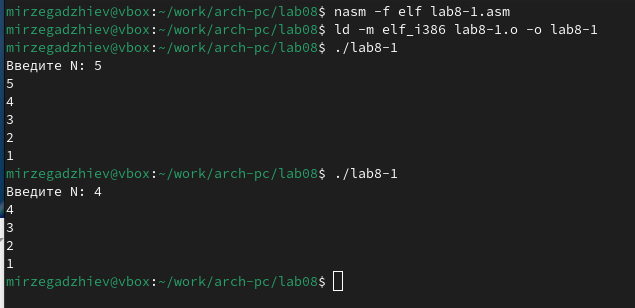 mirzegadzhiev@vbox:~/work/arch-pc/lab08$ nasm -f elf lab8-1.asm
mirzegadzhiev@vbox:~/work/arch-pc/lab08$ ld -m elf_i386 lab8-1.o -o lab8-1
mirzegadzhiev@vbox:~/work/arch-pc/lab08$ ./lab8-1
Введите N: 5
5
4
3
2
1
mirzegadzhiev@vbox:~/work/arch-pc/lab08$ ./lab8-1
Введите N: 4
4
3
2
1
mirzegadzhiev@vbox:~/work/arch-pc/lab08$